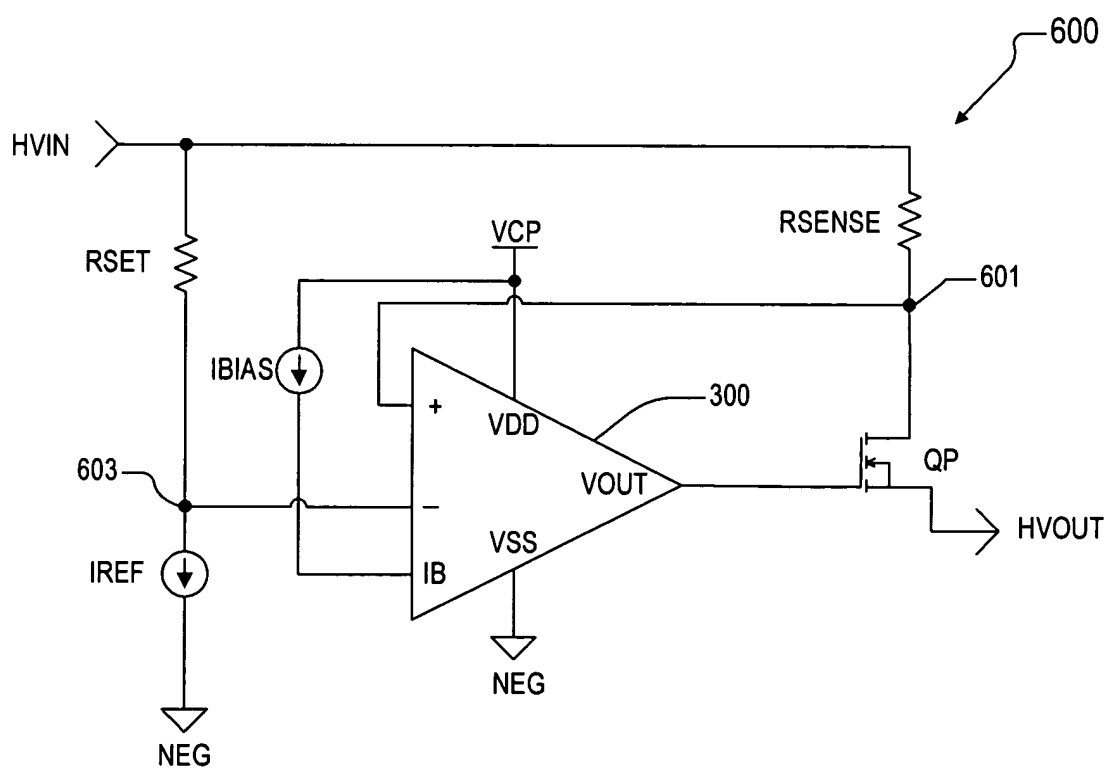 600
HVIN
RSENSE
VCP
RSET
601
IBIAS
300
+
VDD
QP
603
VOUT
−
HVOUT
VSS
IREF
IB
NEG
NEG